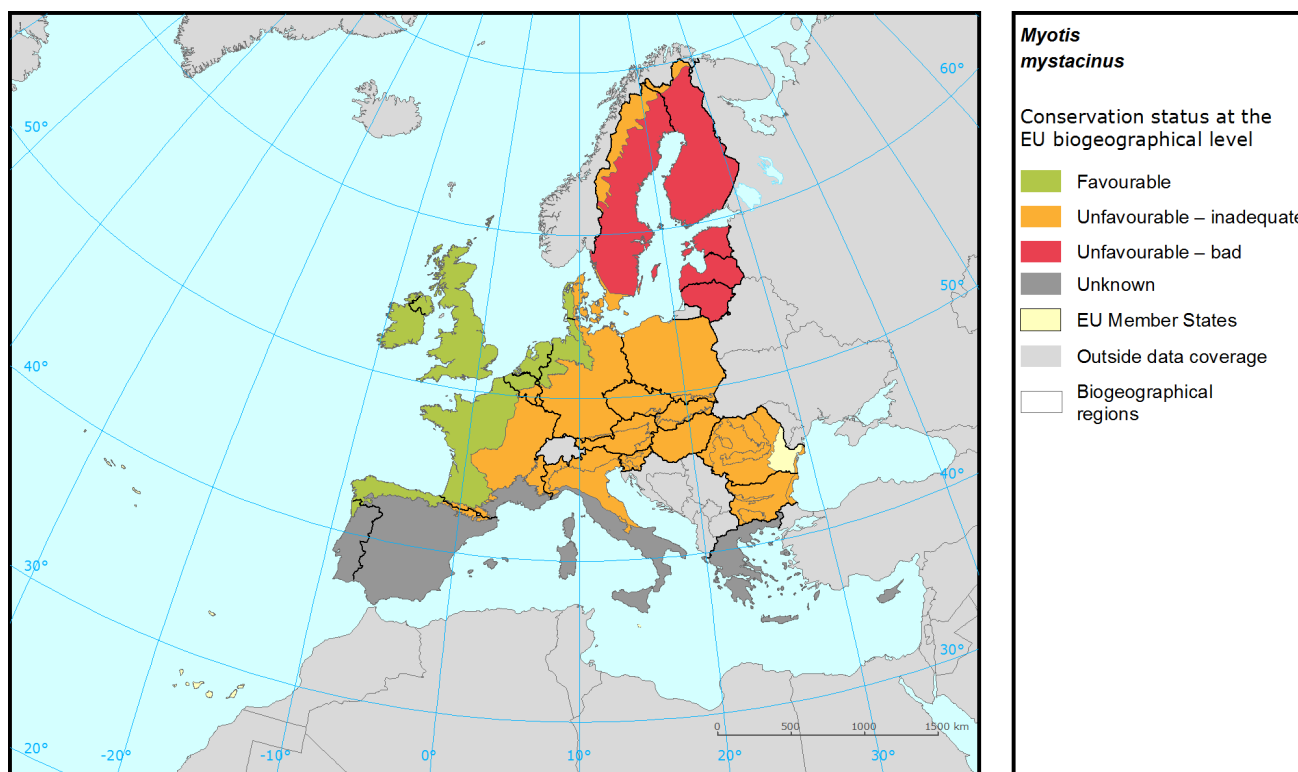 Myotis
mystacinus
Conservation status at the
EU biogeographical level
Favourable
Unfavourable – inadequate
Unfavourable – bad
Unknown
EU Member States
Outside data coverage
Biogeographical
regions
60°
50°
50°
40°
40°
30°
30°
20°
-20°
-10°
0°
10°
20°
30°
0 500 1000 1500 km